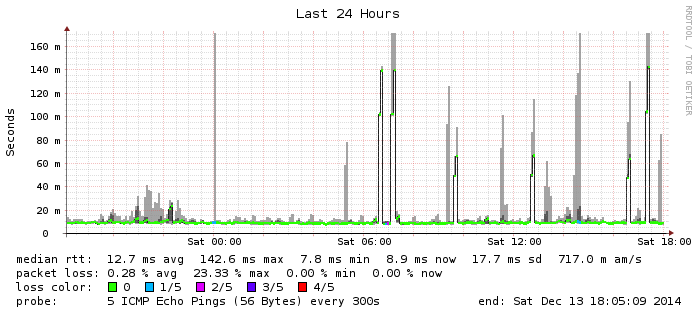 Last 24 Hours
RRDTOOL / TOBI OETIKER
Seconds
160 m
140 m
120 m
100 m
80 m
60 m
40 m
20 m
0
Sat 00:00 Sat 06:00 Sat 12:00 Sat 18:00
median rtt: 12.7 ms avg 142.6 ms max 7.8 ms min 8.9 ms now 17.7 ms sd 717.0 m am/s
packet loss: 0.28 % avg 23.33 % max 0.00 % min 0.00 % now
loss color: 0 1/5 2/5 3/5 4/5
probe: 5 ICMP Echo Pings (56 Bytes) every 300s end: Sat Dec 13 18:05:09 2014